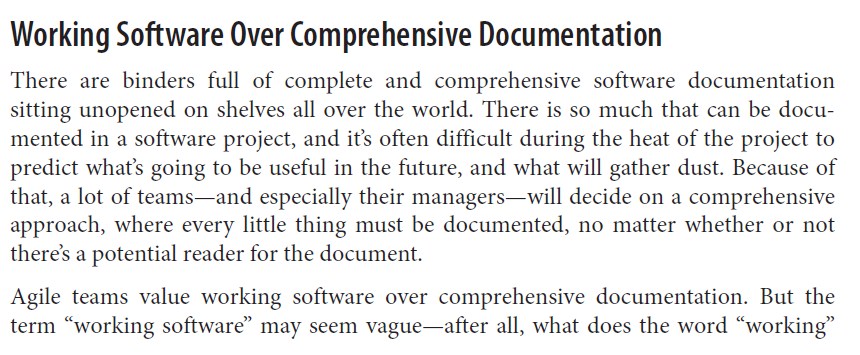 Working Software Over Comprehensive Documentation
There are binders full of complete and comprehensive software documentation
sitting unopened on shelves all over the world. There is so much that can be docu-
mented in a software project, and it’s often difficult during the heat of the project to
predict what’s going to be useful in the future, and what will gather dust. Because of
that, a lot of teams—and especially their managers—will decide on a comprehensive
approach, where every little thing must be documented, no matter whether or not
there’s a potential reader for the document.
Agile teams value working software over comprehensive documentation. But the
term “working software” may seem vague—after all, what does the word “working”